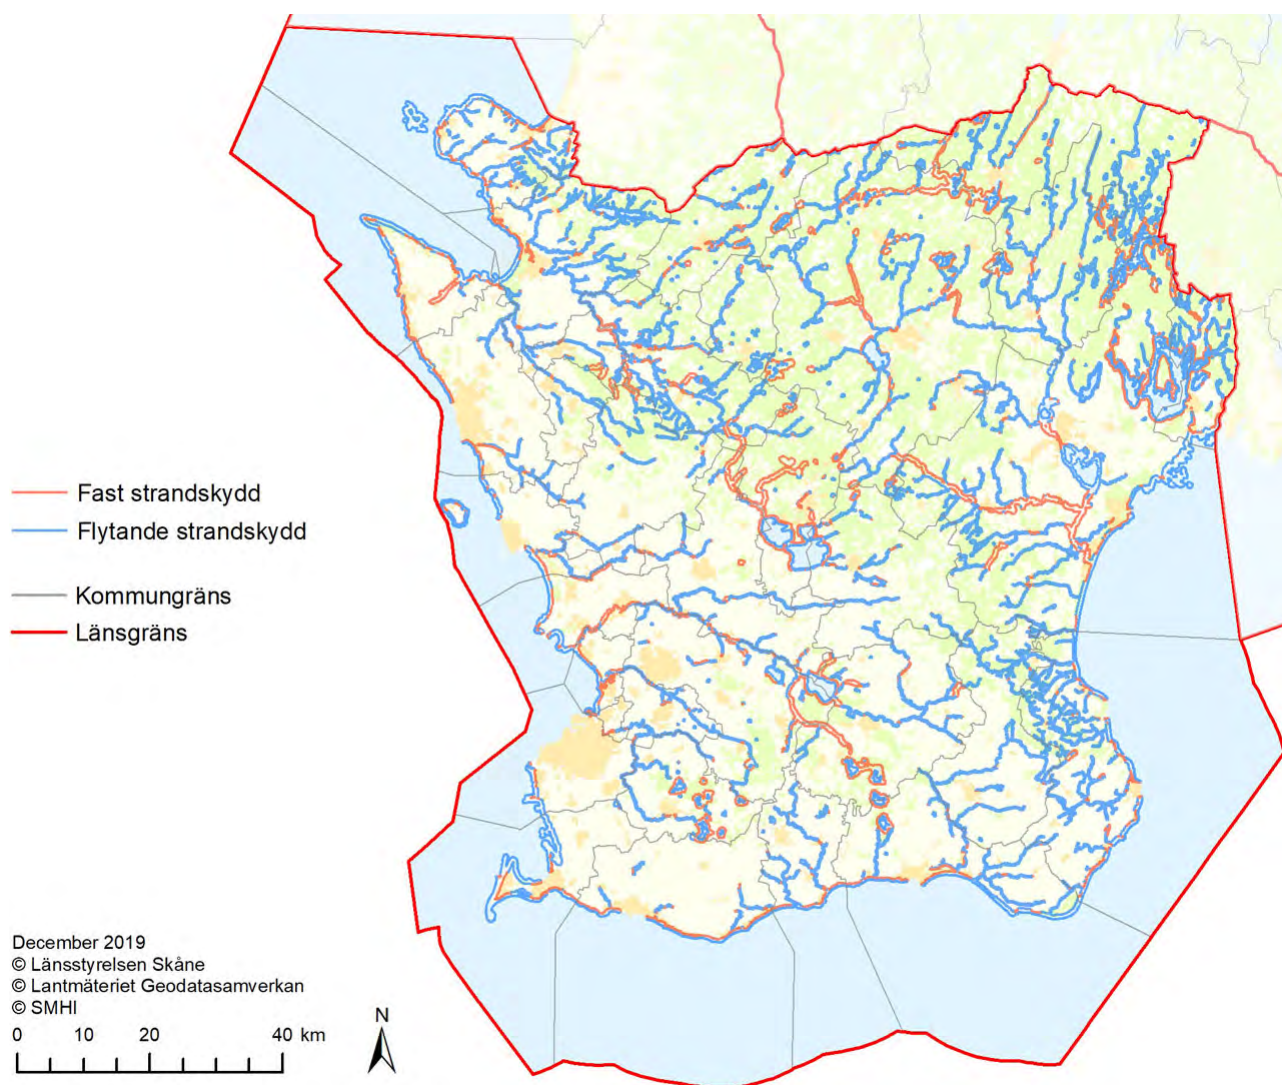 Fast strandskydd
Flytande strandskydd
Kommungräns
Länsgräns
December 2019
© Länsstyrelsen Skåne
© Lantmäteriet Geodatasamverkan
© SMHI
0 10 20 40 km
N